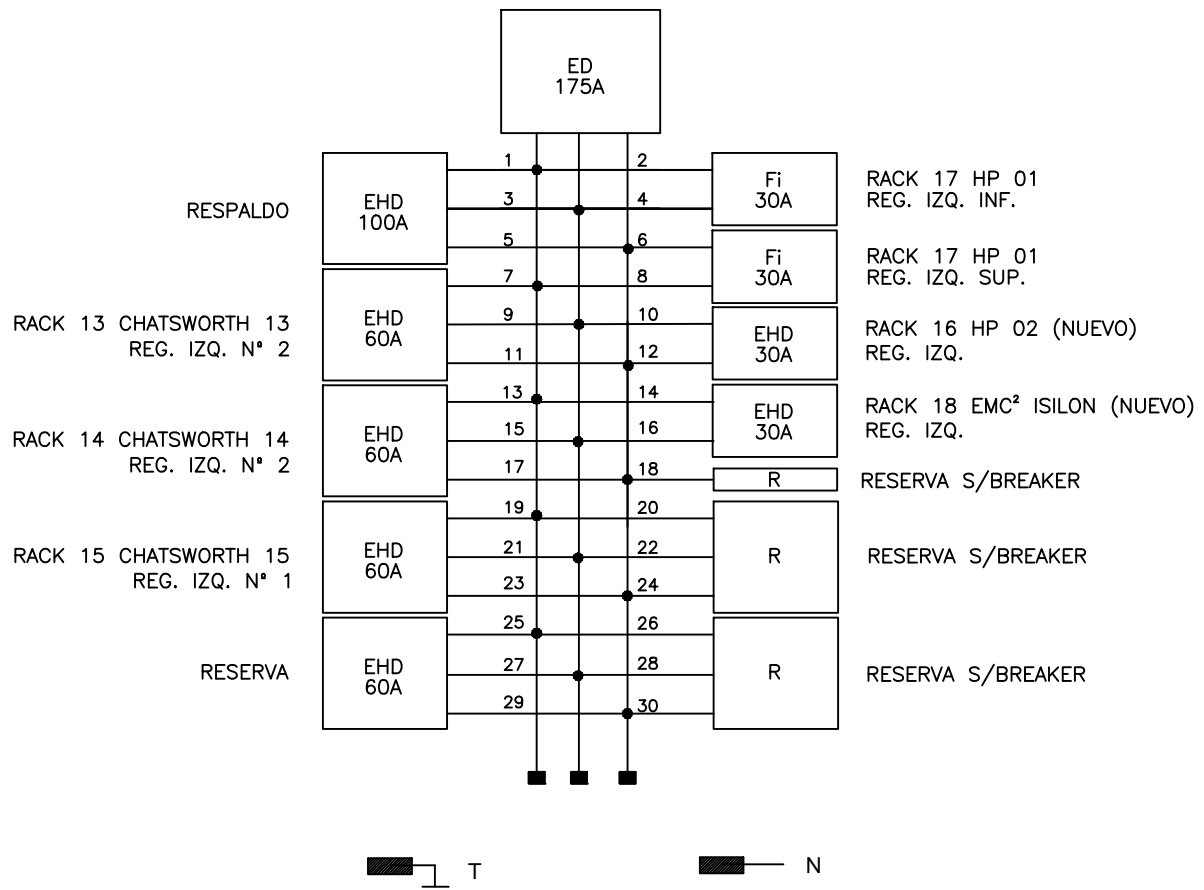 ED
175A
1
2
3
4
5
6
7
8
9
10
11
12
13
14
15
16
17
18
19
20
21
22
23
24
25
26
27
28
29
30
RESPALDO
EHD
100A
RACK 13 CHATSWORTH 13
REG. IZQ. Nº 2
EHD
60A
RACK 14 CHATSWORTH 14
REG. IZQ. Nº 2
EHD
60A
RACK 15 CHATSWORTH 15
REG. IZQ. Nº 1
EHD
60A
RESERVA
EHD
60A
Fi
30A
RACK 17 HP 01
REG. IZQ. INF.
Fi
30A
RACK 17 HP 01
REG. IZQ. SUP.
EHD
30A
RACK 16 HP 02 (NUEVO)
REG. IZQ.
EHD
30A
RACK 18 EMC² ISILON (NUEVO)
REG. IZQ.
R
RESERVA S/BREAKER
R
RESERVA S/BREAKER
R
RESERVA S/BREAKER
T
N